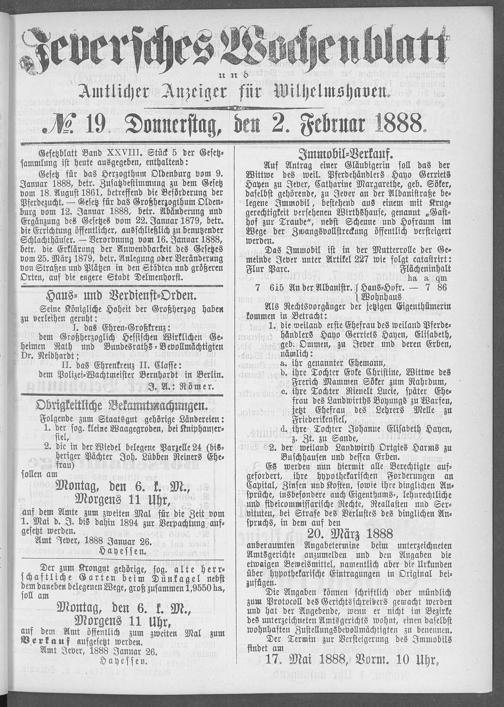 Jeversches Wochenblatt
und
Amtlicher Anzeiger für Wilhelmshaven.
№ 19. Donnerstag, den 2. Februar 1888.
Gesetzblatt Band XXVIII, Stück 5 der Gesetz-
sammlung ist heute ausgegeben, enthaltend:
Gesetz für das Herzogthum Oldenburg vom 9.
Januar 1888, betr. Zusatzbestimmung zu dem Gesetz
vom 18. August 1861, betreffend die Beförderung der
Pferdezucht. — Gesetz für das Großherzogthum Olden-
burg vom 12. Januar 1888, betr. Abänderung und
Ergänzung des Gesetzes vom 22. Januar 1879, betr.
die Errichtung öffentlicher, ausschließlich zu benutzender
Schlachthäuser. — Verordnung vom 16. Januar 1888,
betr. die Erklärung der Anwendbarkeit des Gesetzes
vom 25. März 1879, betr. Anlegung oder Veränderung
von Straßen und Plätzen in den Städten und größeren
Orten, auf die engere Stadt Delmenhorst.
Haus- und Verdienst-Orden.
Seine Königliche Hoheit der Großherzog haben
zu verleihen geruht:
I. das Ehren-Großkreuz:
dem Großherzoglich Hessischen Wirklichen Ge-
heimen Rath und Bundesraths-Bevollmächtigten
Dr. Neidhardt;
II. das Ehrenkreuz II. Classe:
dem Polizei-Wachtmeister Bernhardt in Berlin.
J. A.: Römer.
Obrigkeitliche Bekanntmachungen.
Folgende zum Staatsgut gehörige Ländereien:
1. der sog. kleine Waagegroden, bei Kniphauser-
siel,
2. die in der Wiedel belegene Parzelle 24 (bis-
heriger Pächter Joh. Lübben Reiners Ehe-
frau)
sollen am
Montag, den 6. k. M.,
Morgens 11 Uhr,
auf dem Amte zum zweiten Mal für die Zeit vom
1. Mai d. J. bis dahin 1894 zur Verpachtung auf-
gesetzt werden.
Amt Jever, 1888 Januar 26.
Hayessen.
Der zum Krongut gehörige, sog. alte herr-
schaftliche Garten beim Dünkagel nebst
dem daneben belegenen Wege, groß zusammen 1,9550 ha,
soll am
Montag, den 6. k. M.,
Morgens 11 Uhr,
auf dem Amt öffentlich zum zweiten Mal zum
Verkauf aufgesetzt werden.
Amt Jever, 1888 Januar 26.
Hayessen.
Immobil-Verkauf.
Auf Antrag einer Gläubigerin soll das der
Wittwe des weil. Pferdehändlers Hayo Gerriets
Hayen zu Jever, Catharine Margarethe, geb. Söker,
daselbst gehörende, zu Jever an der Albanistraße be-
legene Immobil, bestehend aus einem mit Krug-
gerechtigkeit versehenen Wirthshause, genannt „Gast-
hof zur Traube“, nebst Scheune und Hofraum im
Wege der Zwangsvollstreckung öffentlich versteigert
werden.
Das Immobil ist in der Mutterrolle der Ge-
meinde Jever unter Artikel 227 wie folgt catastrirt:
Flur Parc. Flächeninhalt
ha a qm
7 615 An der Albanistr. { Haus-Hofr. — 7 86
Wohnhaus
Als Rechtsvorgänger der jetzigen Eigenthümerin
kommen in Betracht:
1. die weiland erste Ehefrau des weiland Pferde-
händlers Hayo Gerriets Hayen, Elisabeth,
geb. Ommen, zu Jever und deren Erben,
nämlich:
a. ihr genannter Ehemann,
b. ihre Tochter Eyke Christine, Wittwe des
Frerich Mammen Söker zum Rahrdum,
c. ihre Tochter Rienelt Lucie, später Ehe-
frau des Landwirths Boyungs zu Warfen,
jetzt Ehefrau des Lehrers Melle zu
Friederikensiel,
d. ihre Tochter Johanne Elisabeth Hayen,
z. Zt. zu Sande,
2. der weiland Landwirth Ortgies Harms zu
Buschhausen und dessen Erben.
Es werden nun hiermit alle Berechtigte auf-
gefordert, ihre hypothekarischen Forderungen an
Capital, Zinsen und Kosten, sowie ihre dinglichen An-
sprüche, insbesondere auch Eigenthums-, lehnrechtliche
und fideicommissarische Rechte, Reallasten und Ser-
vituten, bei Strafe des Verlustes des dinglichen An-
spruchs, in dem auf den
20. März 1888
anberaumten Angabetermine beim unterzeichneten
Amtsgerichte anzumelden und den Angaben die
etwaigen Beweismittel, namentlich aber die Urkunden
über hypothekarische Eintragungen in Original bei-
zufügen.
Die Angaben können schriftlich oder mündlich
zum Protocoll des Gerichtsschreibers gemacht werden
und hat der Angebende, wenn er nicht im Bezirke
des unterzeichneten Amtsgerichts wohnt, einen daselbst
wohnhaften Zustellungsbevollmächtigten zu benennen.
Der Termin zur Versteigerung des Immobils
findet am
17. Mai 1888, Vorm. 10 Uhr,